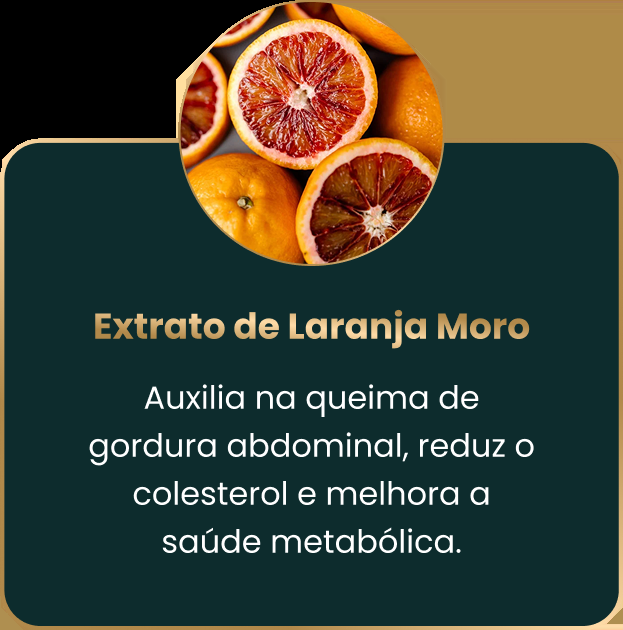 Extrato de Laranja Moro
Auxilia na queima de
gordura abdominal, reduz o
colesterol e melhora a
saúde metabólica.